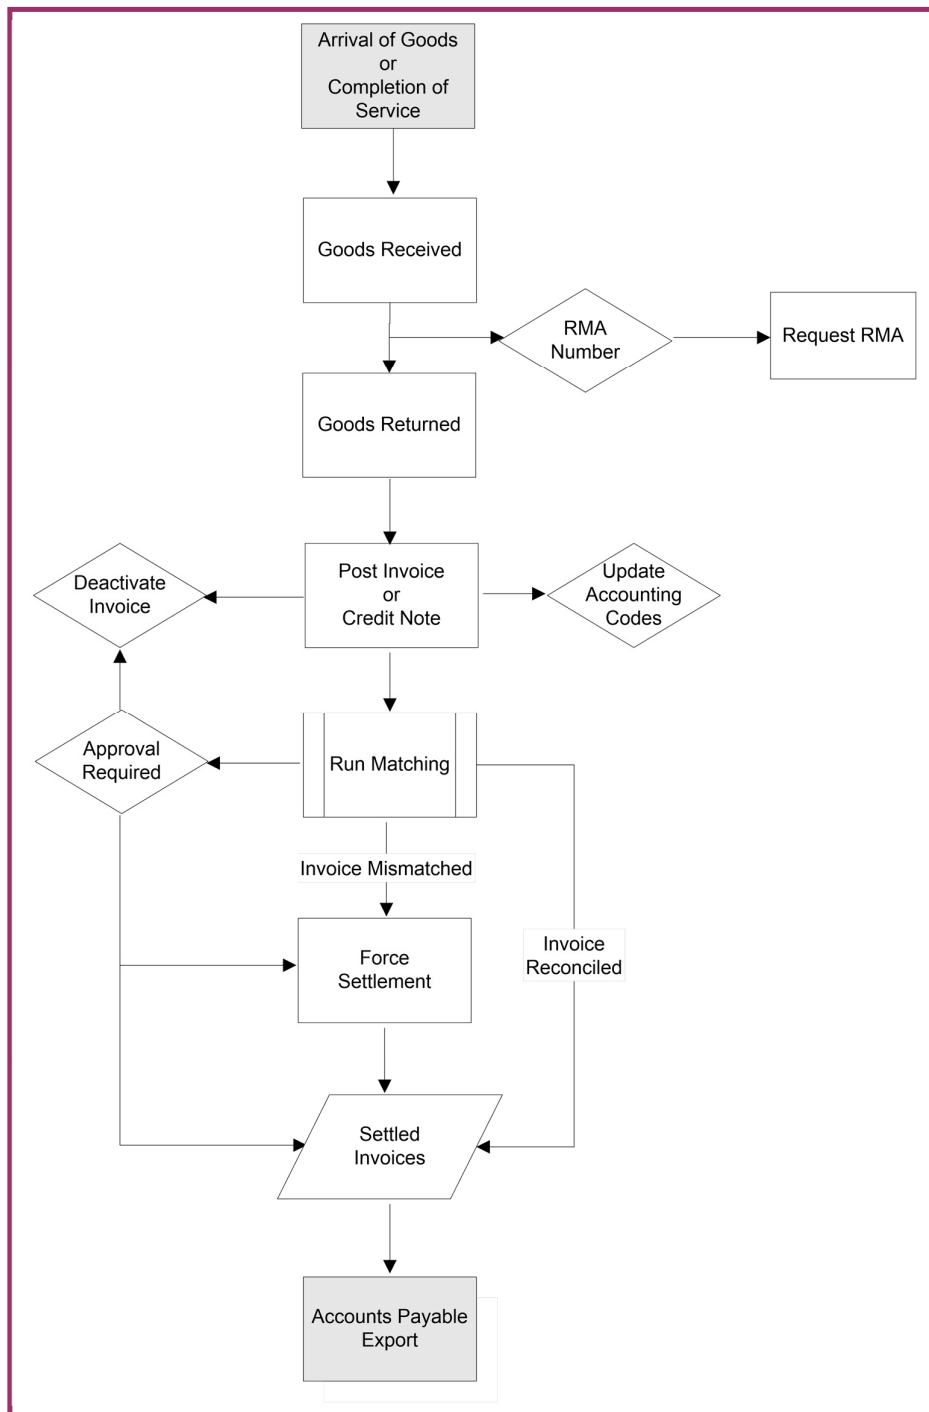 Arrival of Goods
or
Completion of
Service
Goods Received
RMA
Number
Request RMA
Goods Returned
Deactivate
Invoice
Post Invoice
or
Credit Note
Update
Accounting
Codes
Approval
Required
Run Matching
Invoice Mismatched
Force
Settlement
Invoice
Reconciled
Settled
Invoices
Accounts Payable
Export